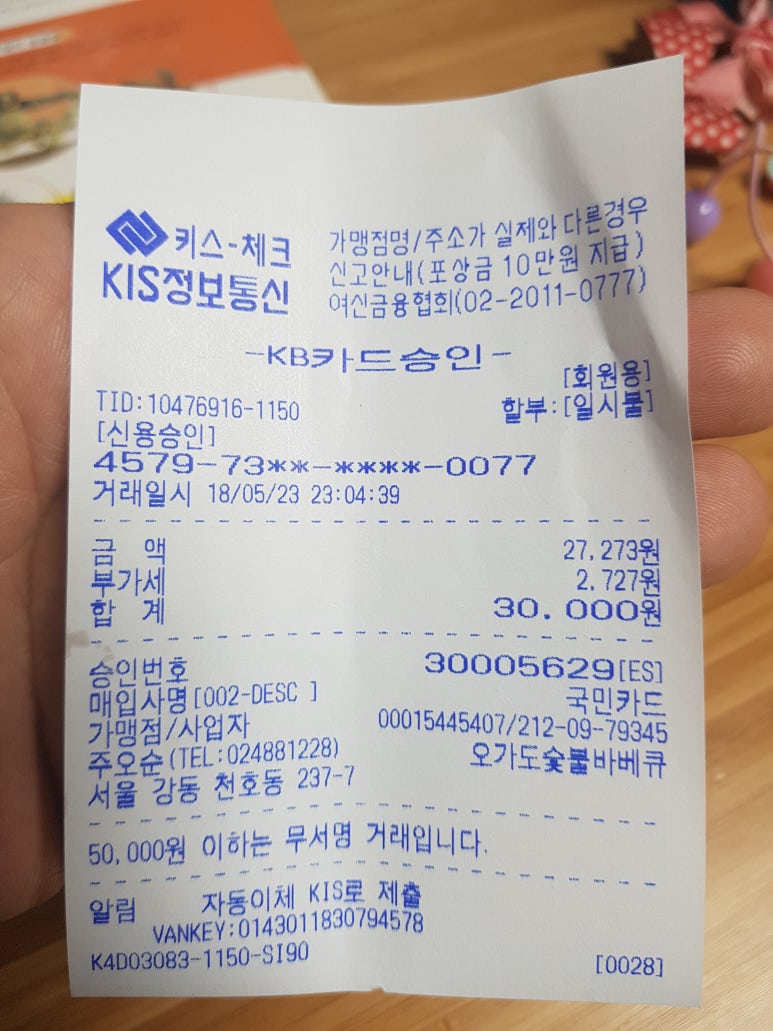 키스-체크
KIS정보통신
가맹점명/주소가 실제와 다른경우
신고안내(포상금 10만원 지급)
여신금융협회(02-2011-0777)
-KB카드승인-
[회원용]
TID:10476916-1150 할부:[일시불]
[신용승인]
4579-73**-****-0077
거래일시 18/05/23 23:04:39
금 액 27,273원
부가세 2,727원
합 계 30,000원
승인번호 30005629[ES]
매입사명[002-DESC ] 국민카드
가맹점/사업자 00015445407/212-09-79345
주오순(TEL:024881228) 오가도숯불바베큐
서울 강동 천호동 237-7
50,000원 이하는 무서명 거래입니다.
알림 자동이체 KIS로 제출
VANKEY:0143011830794578
K4D03083-1150-SI90 [0028]